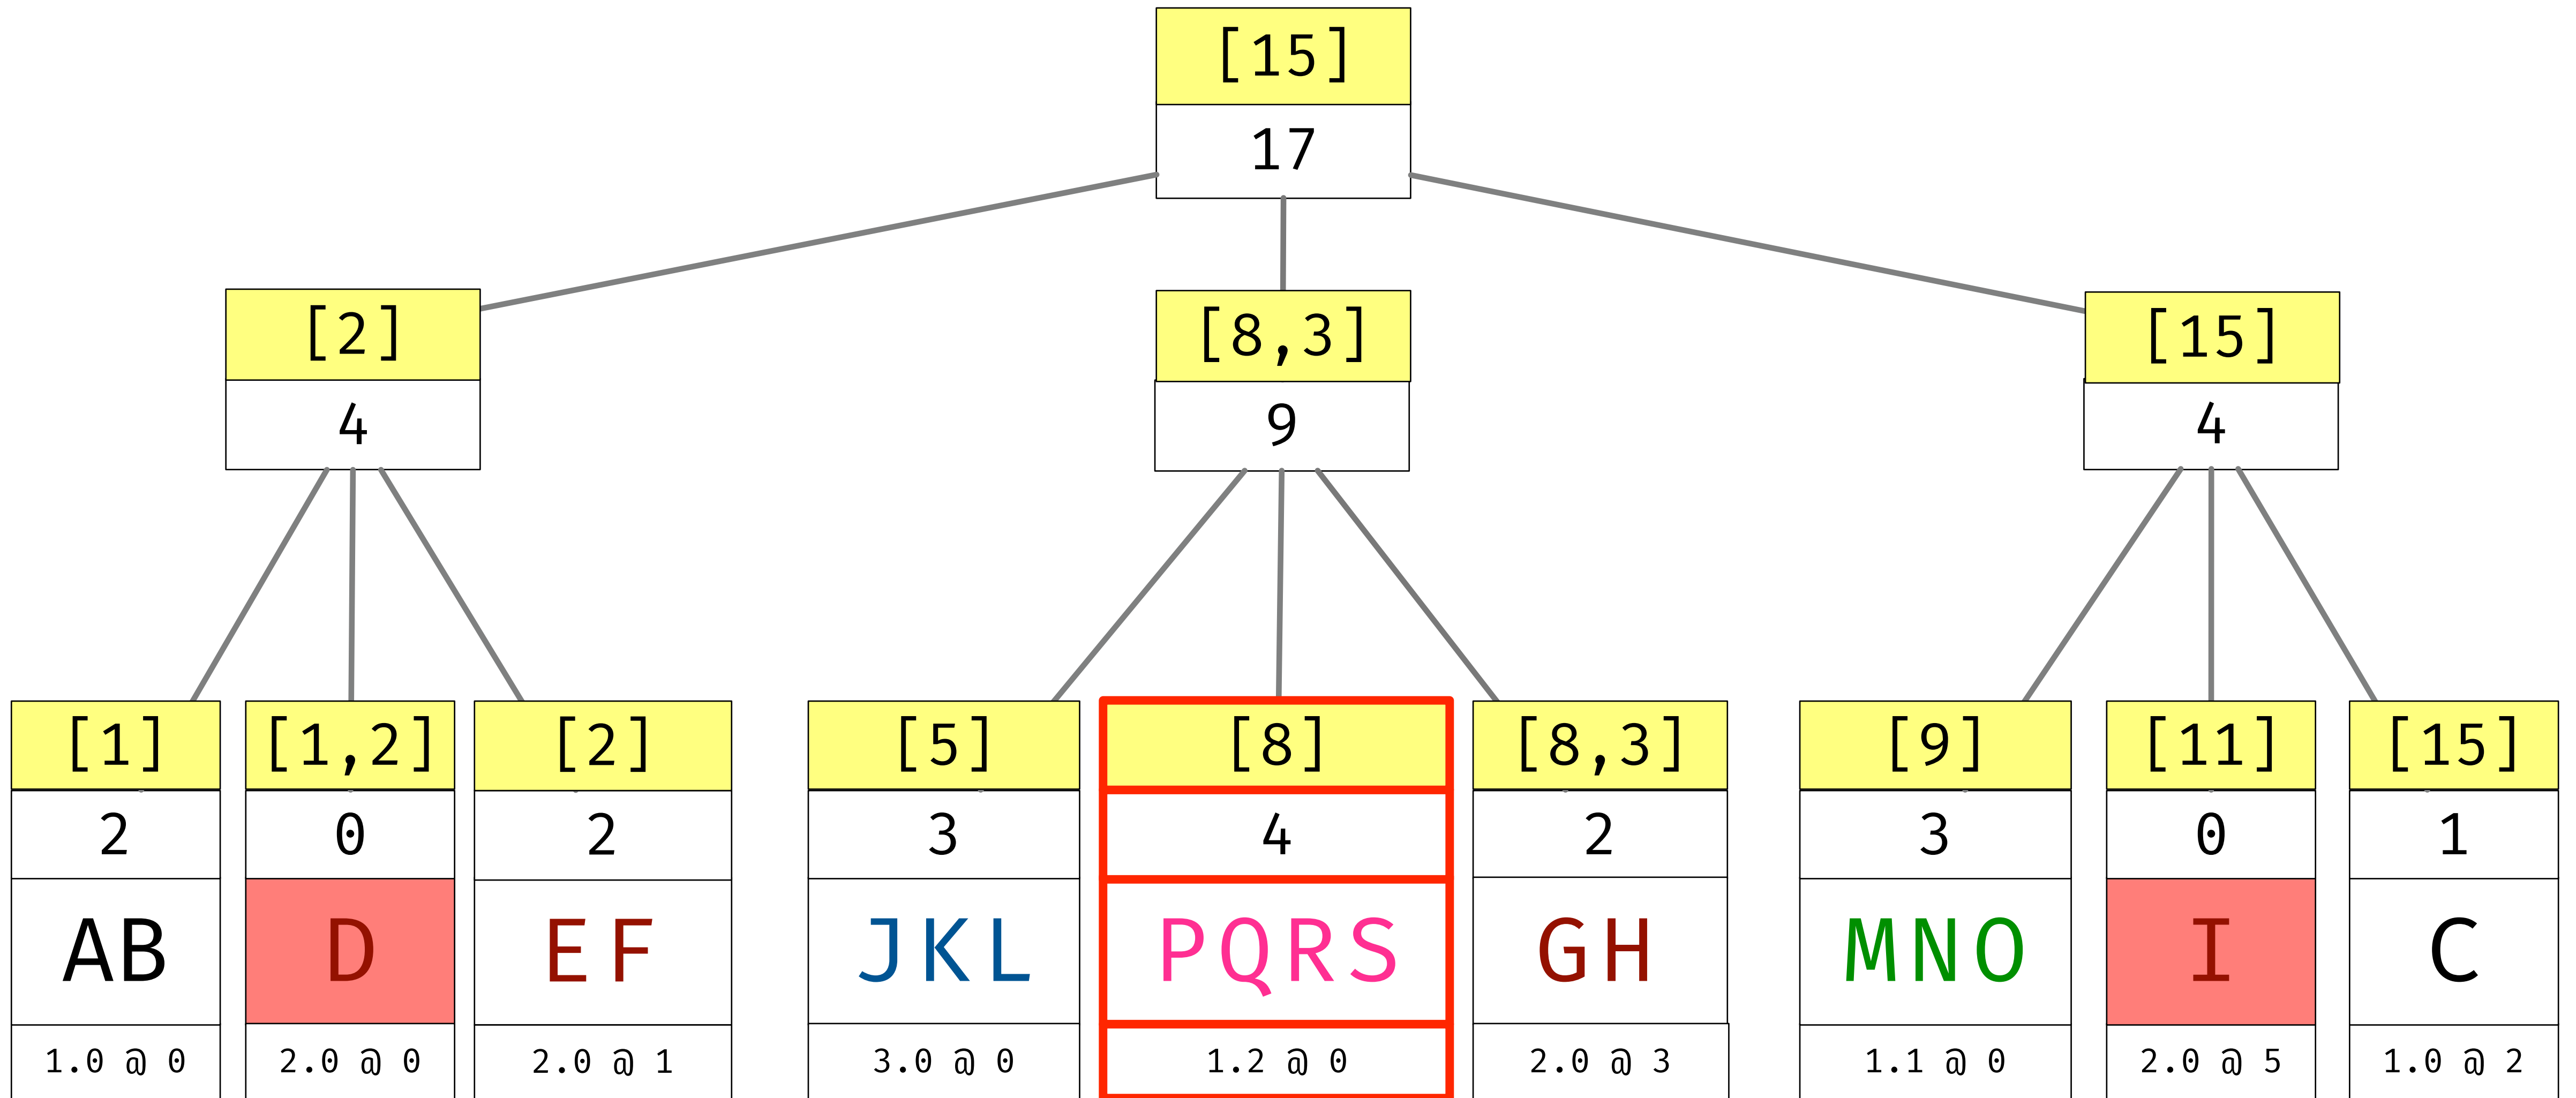 [15]
17
[2]
4
[8,3]
9
[15]
4
[1]
2
AB
1.0 @ 0
[1,2]
0
D
2.0 @ 0
[2]
2
EF
2.0 @ 1
[5]
3
JKL
3.0 @ 0
[8]
4
PQRS
1.2 @ 0
[8,3]
2
GH
2.0 @ 3
[9]
3
MNO
1.1 @ 0
[11]
0
I
2.0 @ 5
[15]
1
C
1.0 @ 2